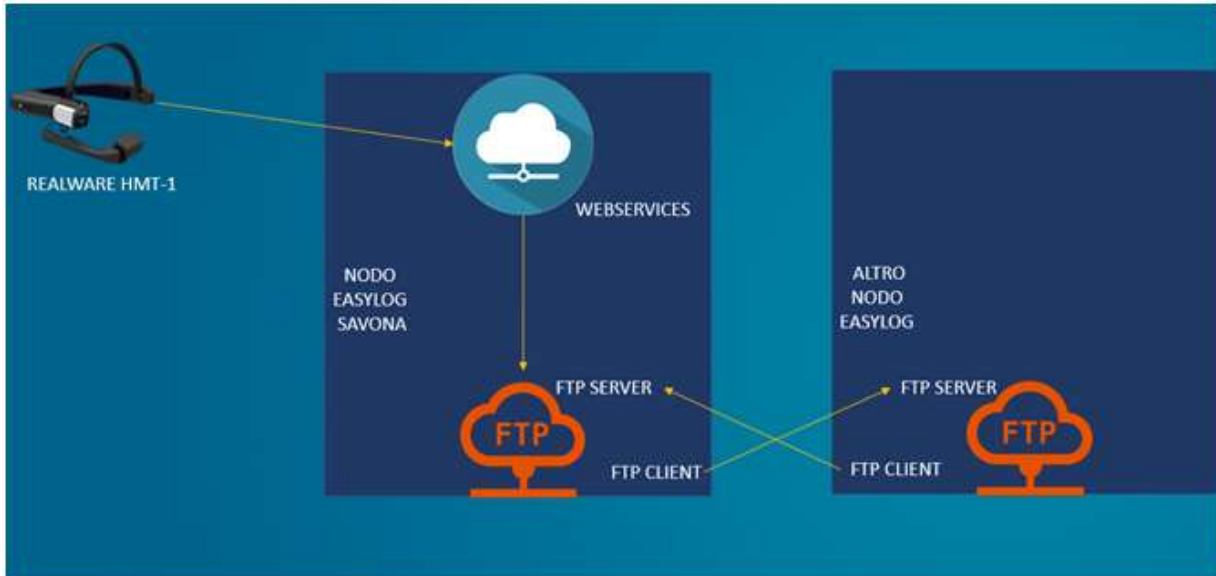 REALWARE HMT-1
WEBSERVICES
NODO
EASYLOG
SAVONA
FTP SERVER
FTP
FTP CLIENT
ALTRO
NODO
EASYLOG
FTP SERVER
FTP
FTP CLIENT